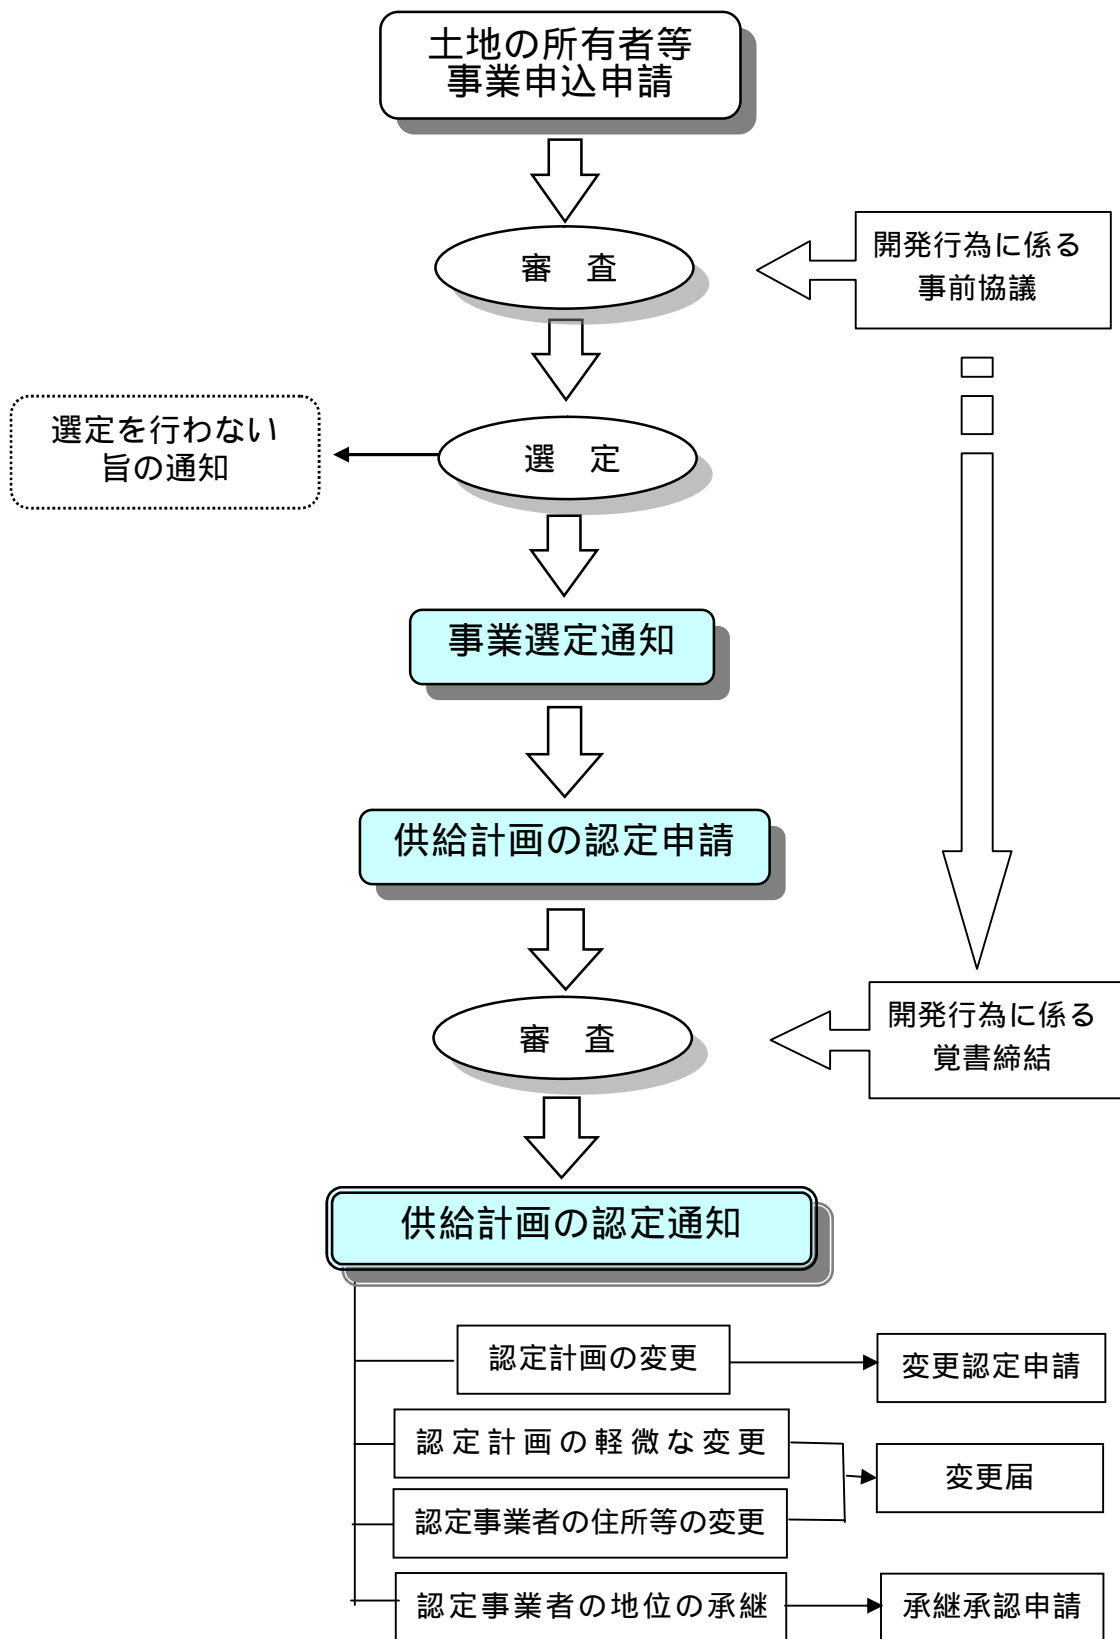 土地の所有者等
事業申込申請
審　査
開発行為に係る
事前協議
選定を行わない
旨の通知
選　定
事業選定通知
供給計画の認定申請
審　査
開発行為に係る
覚書締結
供給計画の認定通知
認定計画の変更
変更認定申請
認定計画の軽微な変更
変更届
認定事業者の住所等の変更
認定事業者の地位の承継
承継承認申請